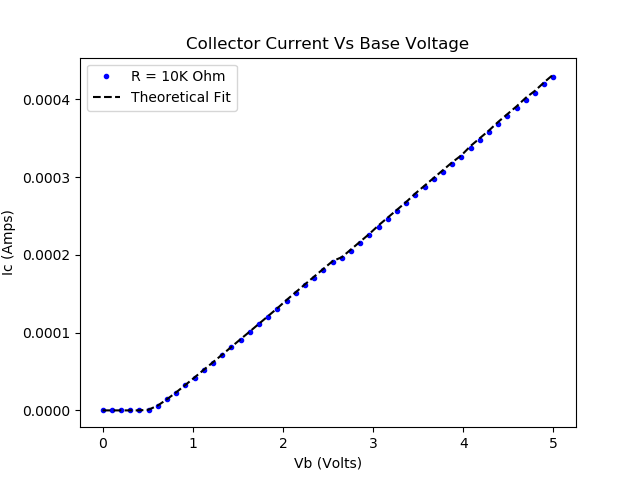 Collector Current Vs Base Voltage
R = 10K Ohm
Theoretical Fit
Ic (Amps)
0.0004
0.0003
0.0002
0.0001
0.0000
0 1 2 3 4 5
Vb (Volts)